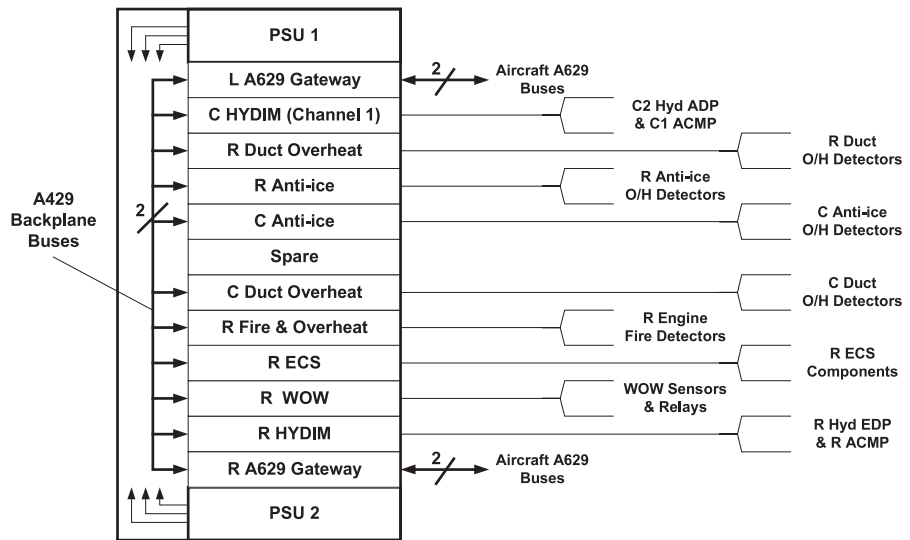 PSU 1
L A629 Gateway
2
Aircraft A629
Buses
C HYDIM (Channel 1)
C2 Hyd ADP
& C1 ACMP
R Duct Overheat
R Duct
O/H Detectors
R Anti-ice
R Anti-ice
O/H Detectors
A429
Backplane
Buses
2
C Anti-ice
C Anti-ice
O/H Detectors
Spare
C Duct Overheat
C Duct
O/H Detectors
R Fire & Overheat
R Engine
Fire Detectors
R ECS
R ECS
Components
R WOW
WOW Sensors
& Relays
R HYDIM
R Hyd EDP
& R ACMP
R A629 Gateway
2
Aircraft A629
Buses
PSU 2